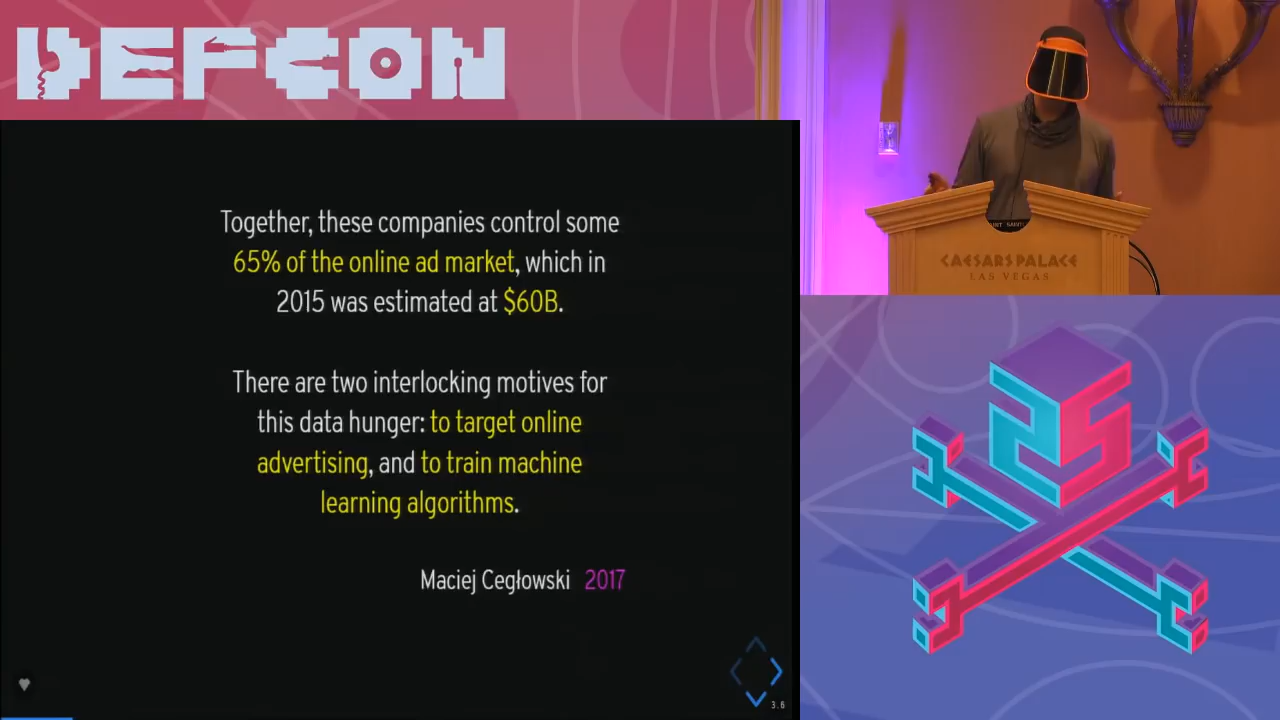 DEFCON
Together, these companies control some
65% of the online ad market, which in
2015 was estimated at $60B.
There are two interlocking motives for
this data hunger: to target online
advertising, and to train machine
learning algorithms.
Maciej Cegłowski 2017
3.6
CAESARS PALACE
LAS VEGAS
25